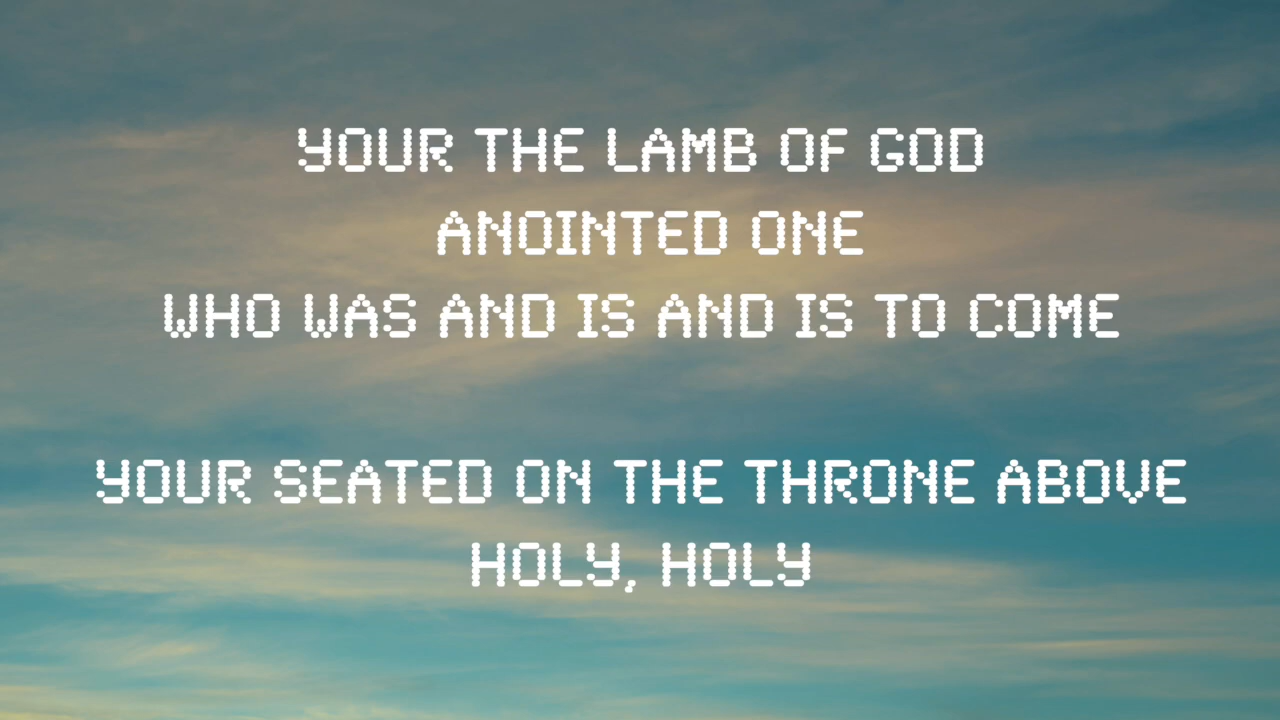 YOUR THE LAMB OF GOD
ANOINTED ONE
WHO WAS AND IS AND IS TO COME
YOUR SEATED ON THE THRONE ABOVE
HOLY, HOLY